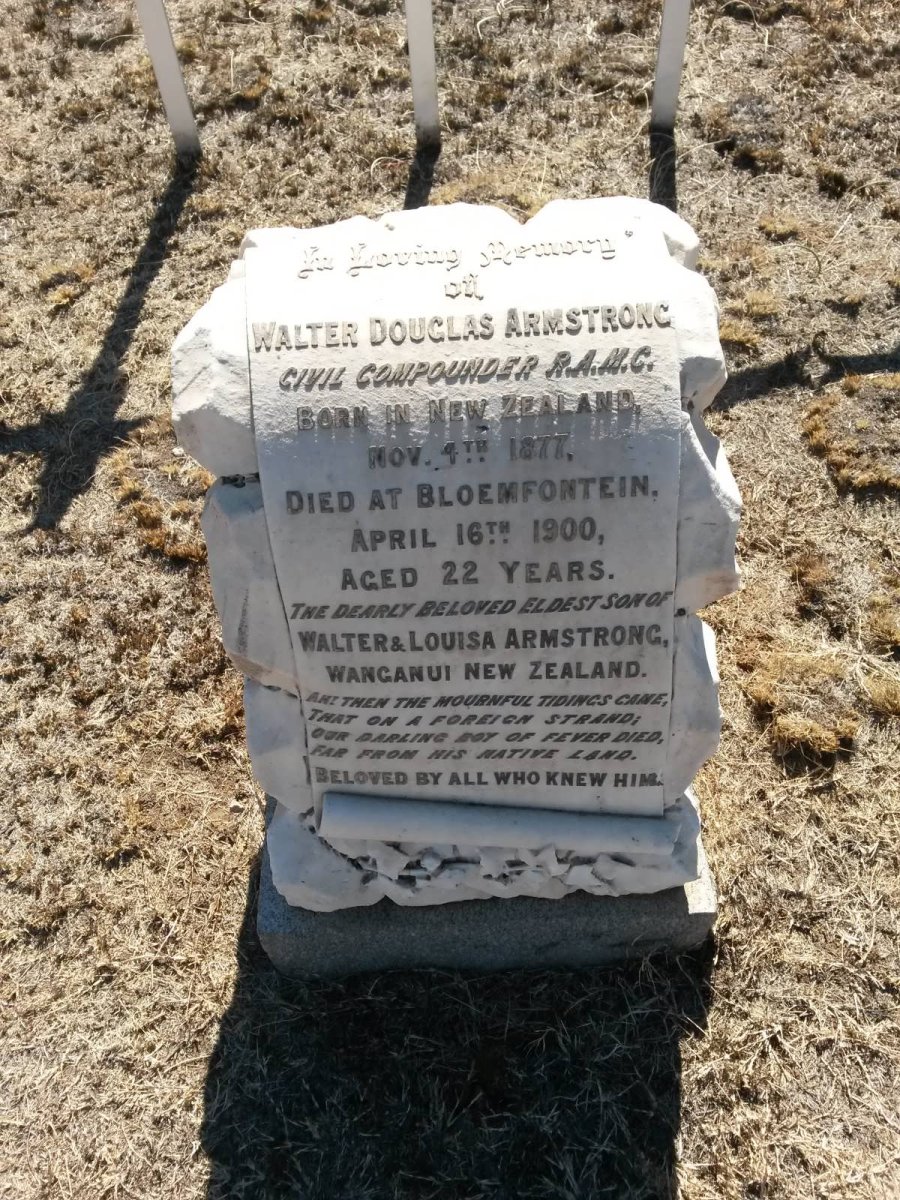 In Loving Memory
of
WALTER DOUGLAS ARMSTRONG
CIVIL COMPOUNDER R.A.M.C.
BORN IN NEW ZEALAND,
NOV. 4TH 1877,
DIED AT BLOEMFONTEIN,
APRIL 16TH 1900,
AGED 22 YEARS.
THE DEARLY BELOVED ELDEST SON OF
WALTER & LOUISA ARMSTRONG,
WANGANUI NEW ZEALAND.
AH! THEN THE MOURNFUL TIDINGS CAME,
THAT ON A FOREIGN STRAND;
OUR DARLING BOY OF FEVER DIED,
FAR FROM HIS NATIVE LAND.
BELOVED BY ALL WHO KNEW HIM.